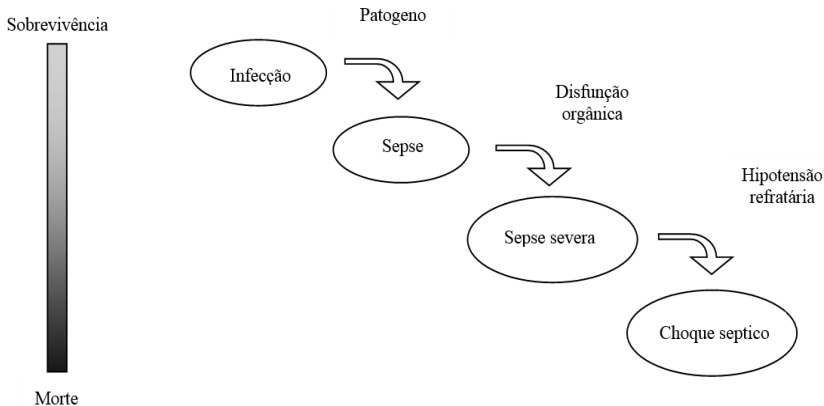 Sobrevivência
Patogeno
Infecção
Disfunção
orgânica
Sepse
Hipotensão
refratária
Sepse severa
Choque septico
Morte